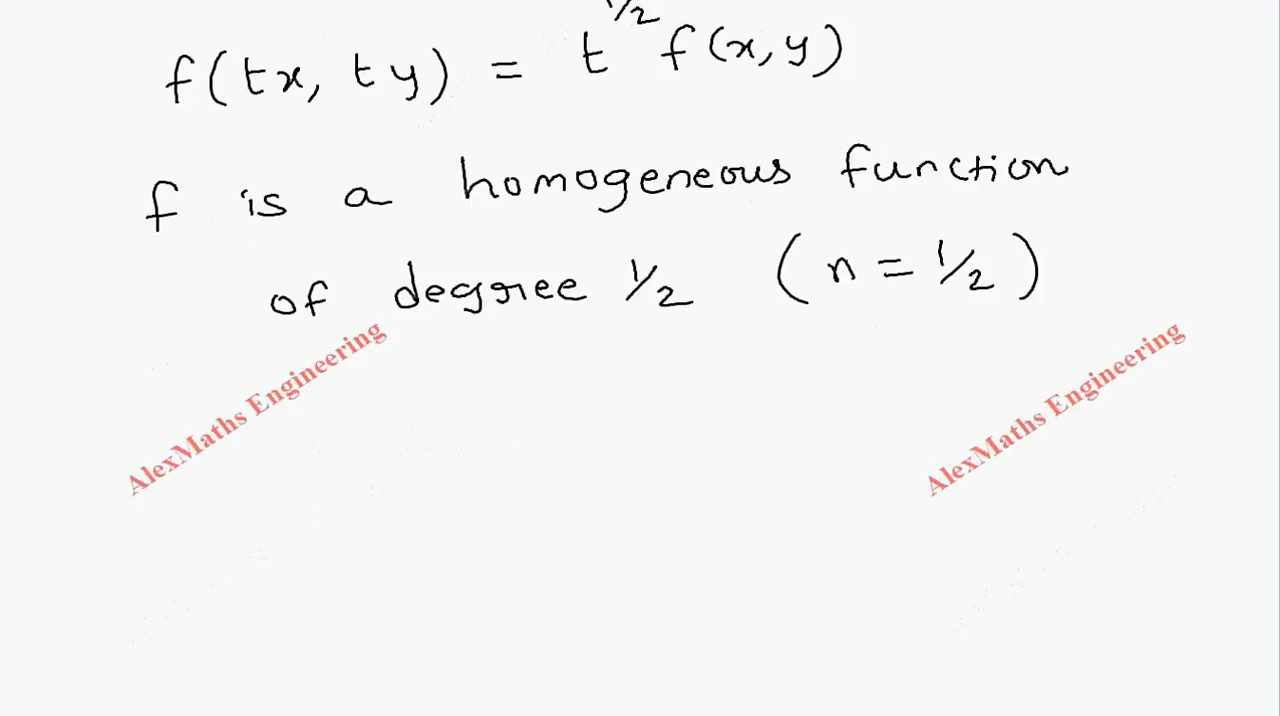 f(tx, ty) = t^1/2 f(x, y)
f is a homogeneous function
of degree 1/2 (n = 1/2)
AlexMaths Engineering
AlexMaths Engineering